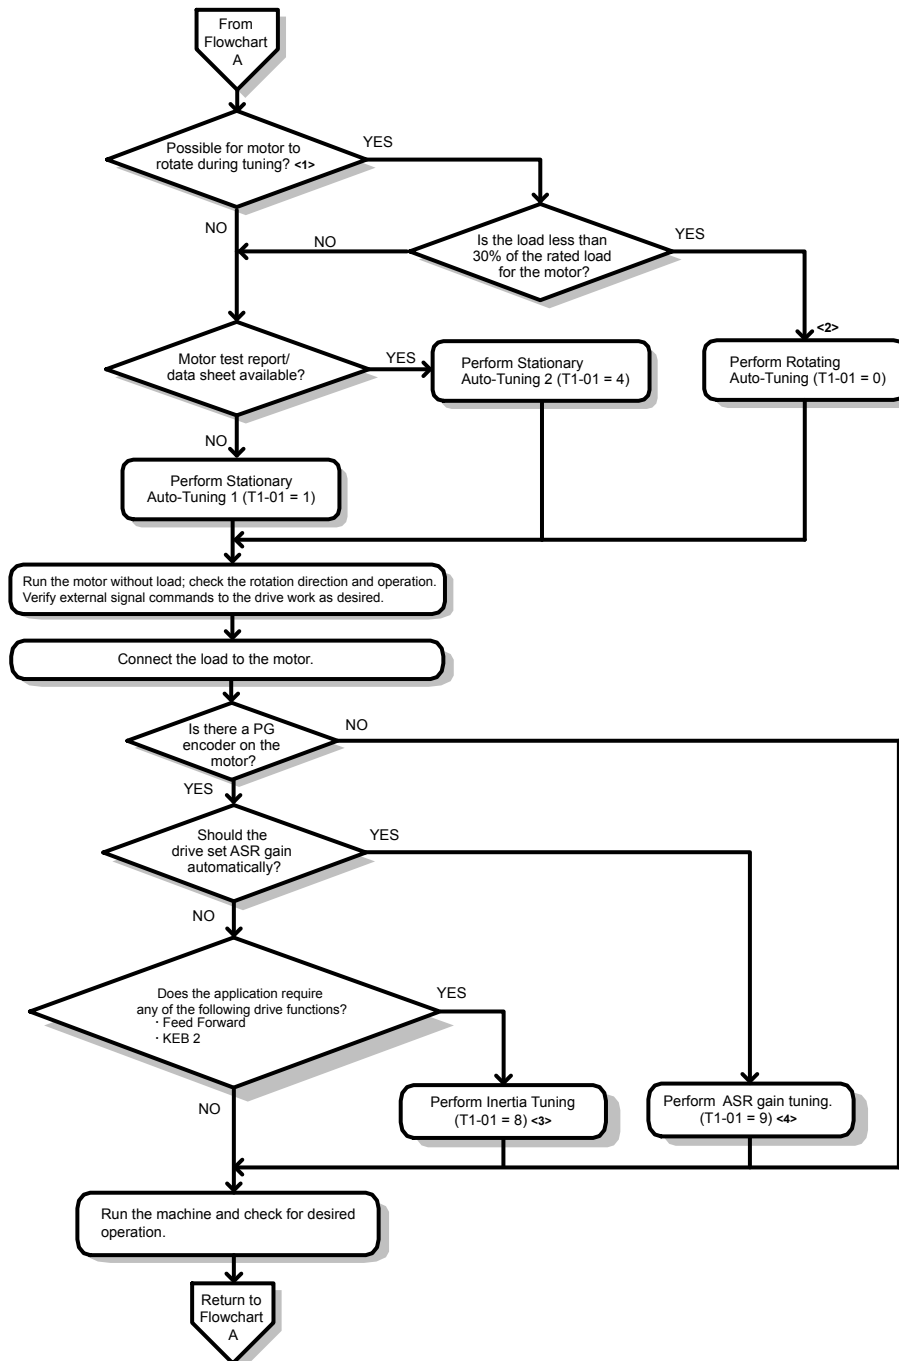 From
Flowchart
A
Possible for motor to
rotate during tuning? <1>
YES
NO
Is the load less than
30% of the rated load
for the motor?
NO
YES
<2>
Motor test report/
data sheet available?
YES
Perform Stationary
Auto-Tuning 2 (T1-01 = 4)
Perform Rotating
Auto-Tuning (T1-01 = 0)
NO
Perform Stationary
Auto-Tuning 1 (T1-01 = 1)
Run the motor without load; check the rotation direction and operation.
Verify external signal commands to the drive work as desired.
Connect the load to the motor.
Is there a PG
encoder on the
motor?
NO
YES
Should the
drive set ASR gain
automatically?
YES
NO
Does the application require
any of the following drive functions?
· Feed Forward
· KEB 2
YES
NO
Perform Inertia Tuning
(T1-01 = 8) <3>
Perform ASR gain tuning.
(T1-01 = 9) <4>
Run the machine and check for desired
operation.
Return to
Flowchart
A